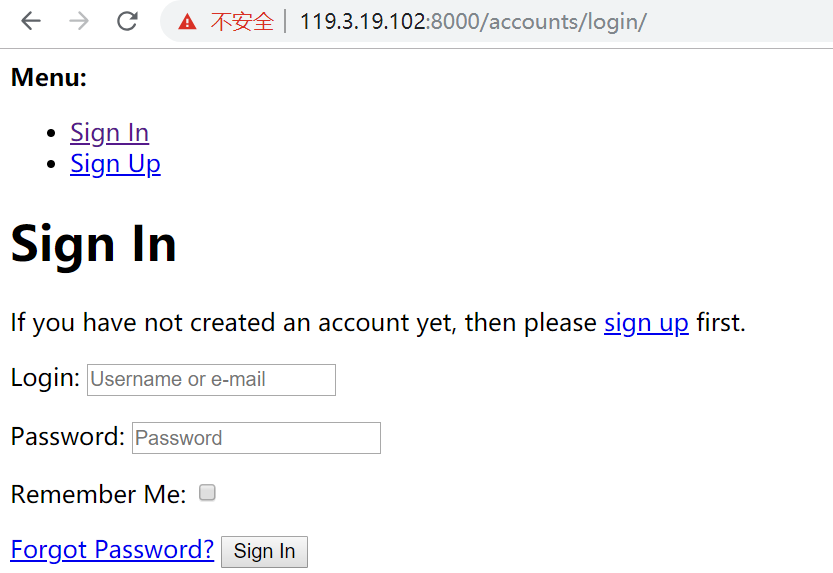 不安全 119.3.19.102:8000/accounts/login/
Menu:
Sign In
Sign Up
Sign In
If you have not created an account yet, then please sign up first.
Login: Username or e-mail
Password: Password
Remember Me:
Forgot Password? Sign In